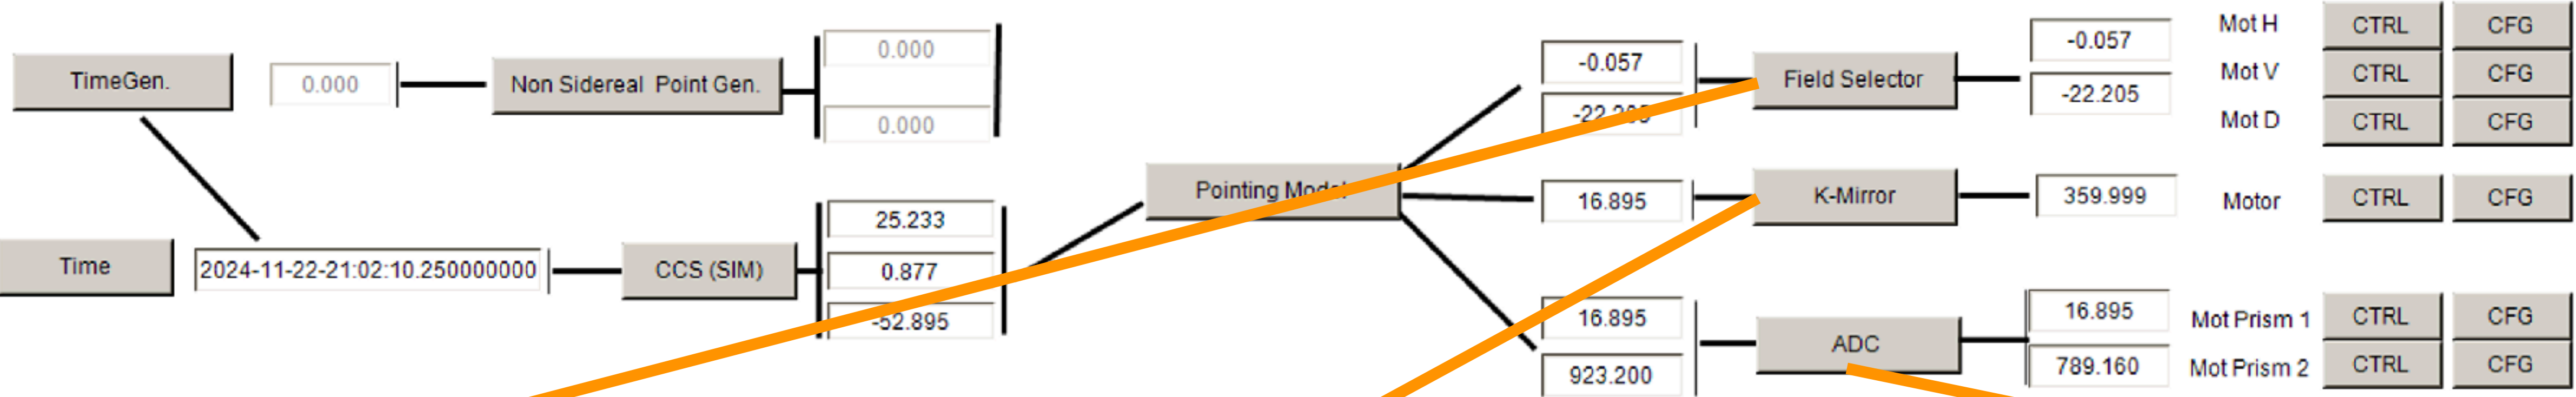 TimeGen.
0.000
Non Sidereal Point Gen.
0.000
0.000
Time
2024-11-22-21:02:10.250000000
CCS (SIM)
25.233
0.877
-52.895
Pointing Model
-0.057
-22.205
Field Selector
-0.057
-22.205
Mot H
CTRL CFG
Mot V
CTRL CFG
Mot D
CTRL CFG
16.895
K-Mirror
359.999
Motor
CTRL CFG
16.895
923.200
ADC
16.895
789.160
Mot Prism 1
CTRL CFG
Mot Prism 2
CTRL CFG